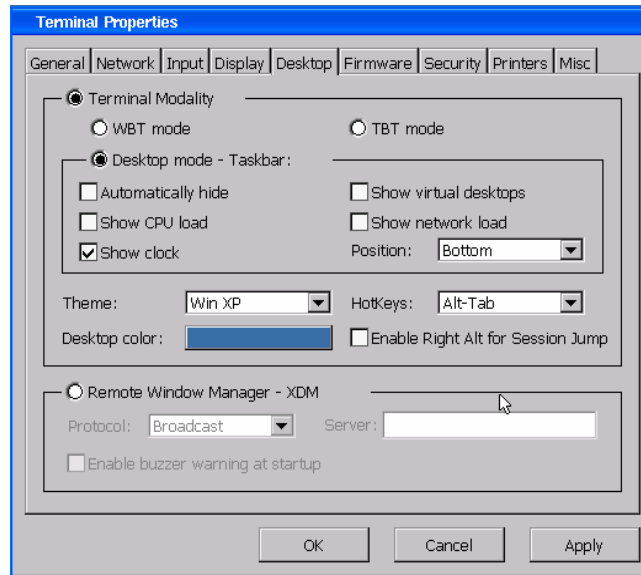 Terminal Properties
General Network Input Display Desktop Firmware Security Printers Misc
Terminal Modality
WBT mode TBT mode
Desktop mode - Taskbar:
Automatically hide Show virtual desktops
Show CPU load Show network load
Show clock Position: Bottom
Theme: Win XP HotKeys: Alt-Tab
Desktop color: Enable Right Alt for Session Jump
Remote Window Manager - XDM
Protocol: Broadcast Server:
Enable buzzer warning at startup
OK Cancel Apply